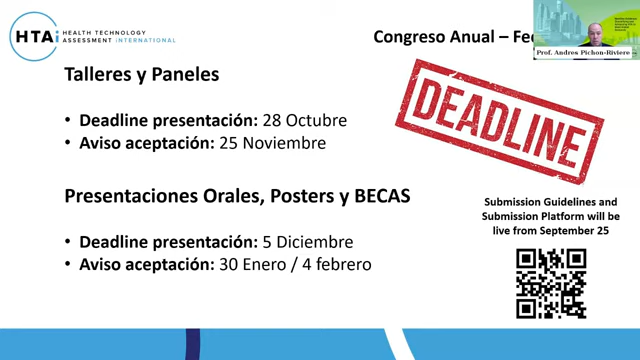 HTAi
HEALTH TECHNOLOGY
ASSESSMENT INTERNATIONAL
Congreso Anual – Fe
Prof. Andres Pichon-Riviere
Talleres y Paneles
• Deadline presentación: 28 Octubre
• Aviso aceptación: 25 Noviembre
DEADLINE
Presentaciones Orales, Posters y BECAS
• Deadline presentación: 5 Diciembre
• Aviso aceptación: 30 Enero / 4 febrero
Submission Guidelines and
Submission Platform will be
live from September 25